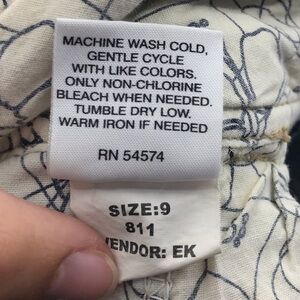 MACHINE WASH COLD,
GENTLE CYCLE
WITH LIKE COLORS.
ONLY NON-CHLORINE
BLEACH WHEN NEEDED.
TUMBLE DRY LOW.
WARM IRON IF NEEDED
RN 54574
SIZE:9
811
VENDOR: EK